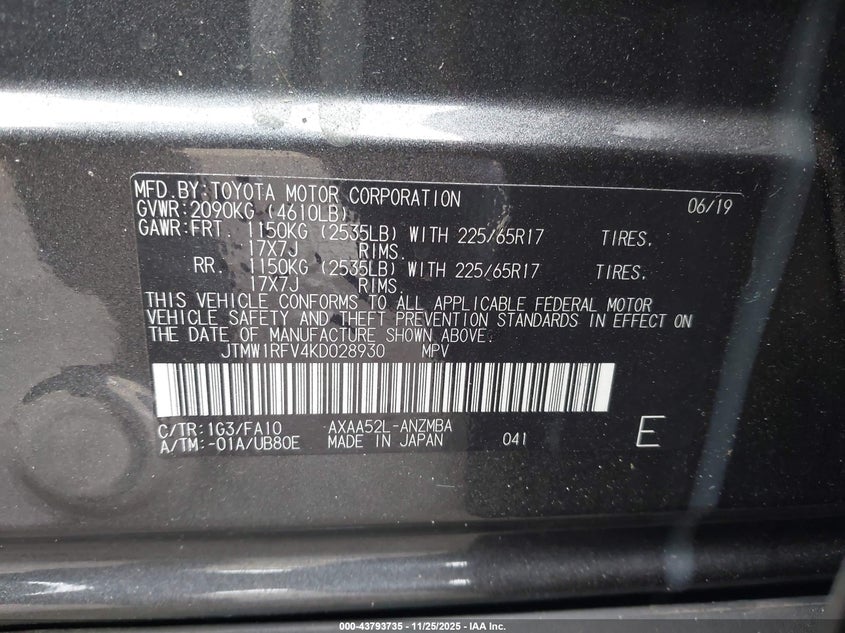 MFD.BY:TOYOTA MOTOR CORPORATION 06/19
GVWR:2090KG (4610LB)
GAWR:FRT. 1150KG (2535LB) WITH 225/65R17 TIRES.
17X7J RIMS.
RR. 1150KG (2535LB) WITH 225/65R17 TIRES.
17X7J RIMS.
THIS VEHICLE CONFORMS TO ALL APPLICABLE FEDERAL MOTOR
VEHICLE SAFETY AND THEFT PREVENTION STANDARDS IN EFFECT ON
THE DATE OF MANUFACTURE SHOWN ABOVE.
JTMW1RFV4KD028930 MPV
C/TR:1G3/FA10 AXAA52L-ANZMBA
A/TM:-01A/UB80E MADE IN JAPAN 041 E
000-43793735 - 11/25/2025 - IAA Inc.